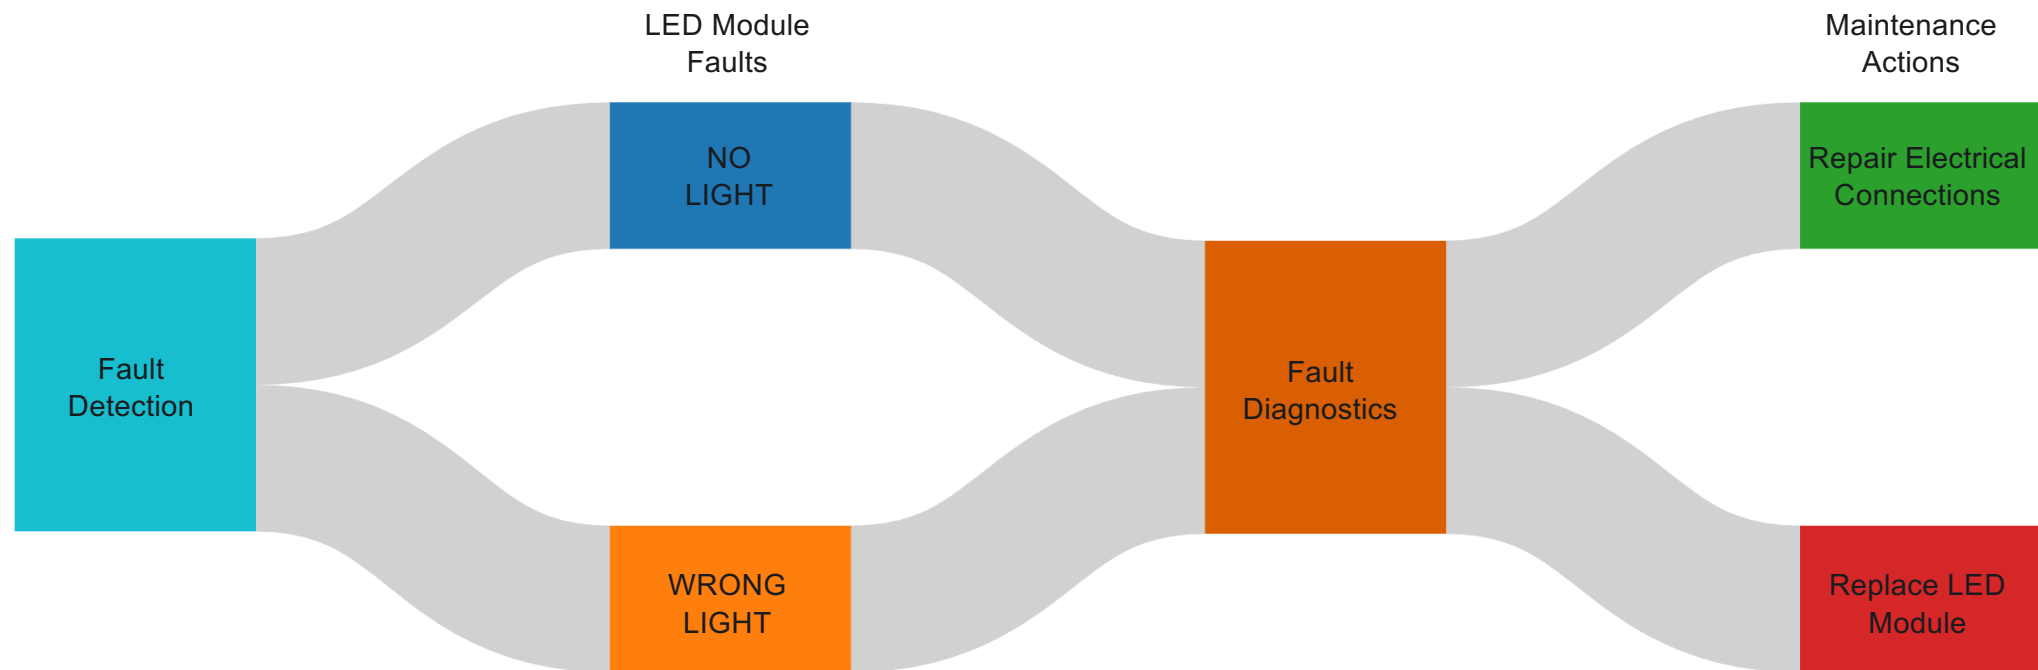 LED Module
Faults
Maintenance
Actions
NO
LIGHT
Repair Electrical
Connections
Fault
Detection
Fault
Diagnostics
WRONG
LIGHT
Replace LED
Module